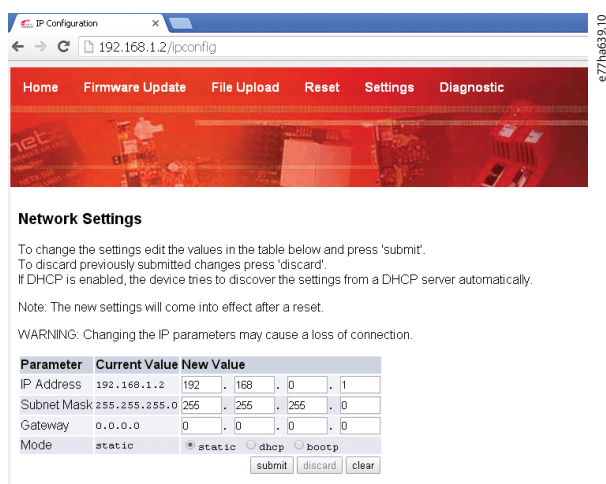 IP Configuration ×
192.168.1.2/ipconfig
e77ha639.10
Home Firmware Update File Upload Reset Settings Diagnostic
Network Settings
To change the settings edit the values in the table below and press 'submit'.
To discard previously submitted changes press 'discard'.
If DHCP is enabled, the device tries to discover the settings from a DHCP server automatically.
Note: The new settings will come into effect after a reset.
WARNING: Changing the IP parameters may cause a loss of connection.
Parameter Current Value New Value
IP Address 192.168.1.2 192 . 168 . 0 . 1
Subnet Mask 255.255.255.0 255 . 255 . 255 . 0
Gateway 0.0.0.0 0 . 0 . 0 . 0
Mode static static dhcp bootp
submit discard clear